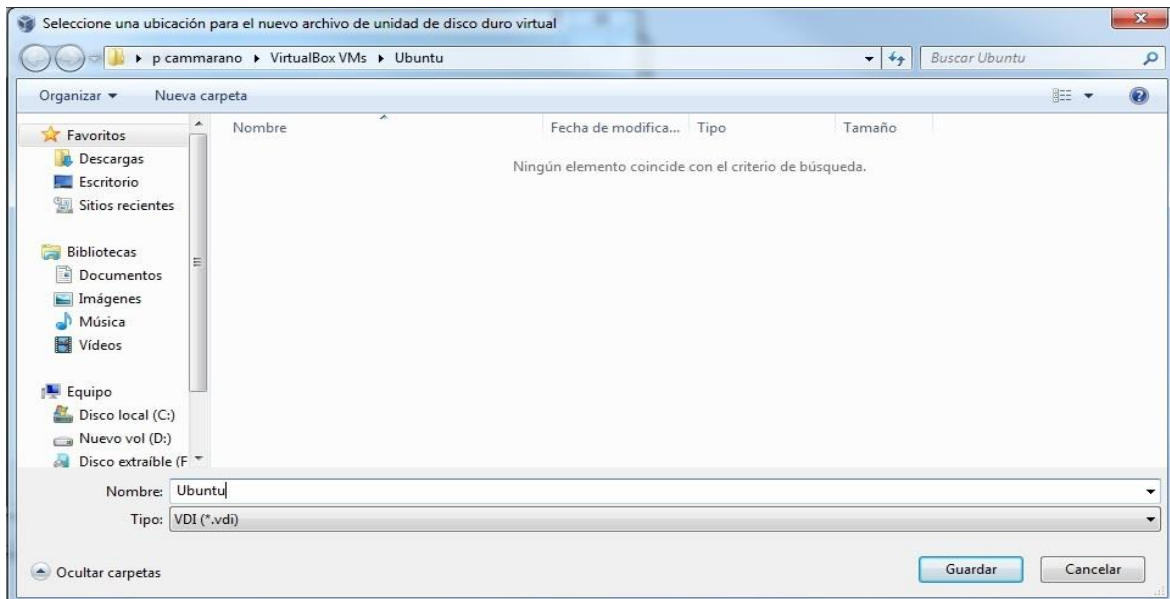 Seleccione una ubicación para el nuevo archivo de unidad de disco duro virtual
p cammarano VirtualBox VMs Ubuntu
Buscar Ubuntu
Organizar Nueva carpeta
Nombre Fecha de modifica... Tipo Tamaño
Ningún elemento coincide con el criterio de búsqueda.
Favoritos
Descargas
Escritorio
Sitios recientes
Bibliotecas
Documentos
Imágenes
Música
Vídeos
Equipo
Disco local (C:)
Nuevo vol (D:)
Disco extraíble (F
Nombre: Ubuntu
Tipo: VDI (*.vdi)
Ocultar carpetas
Guardar Cancelar